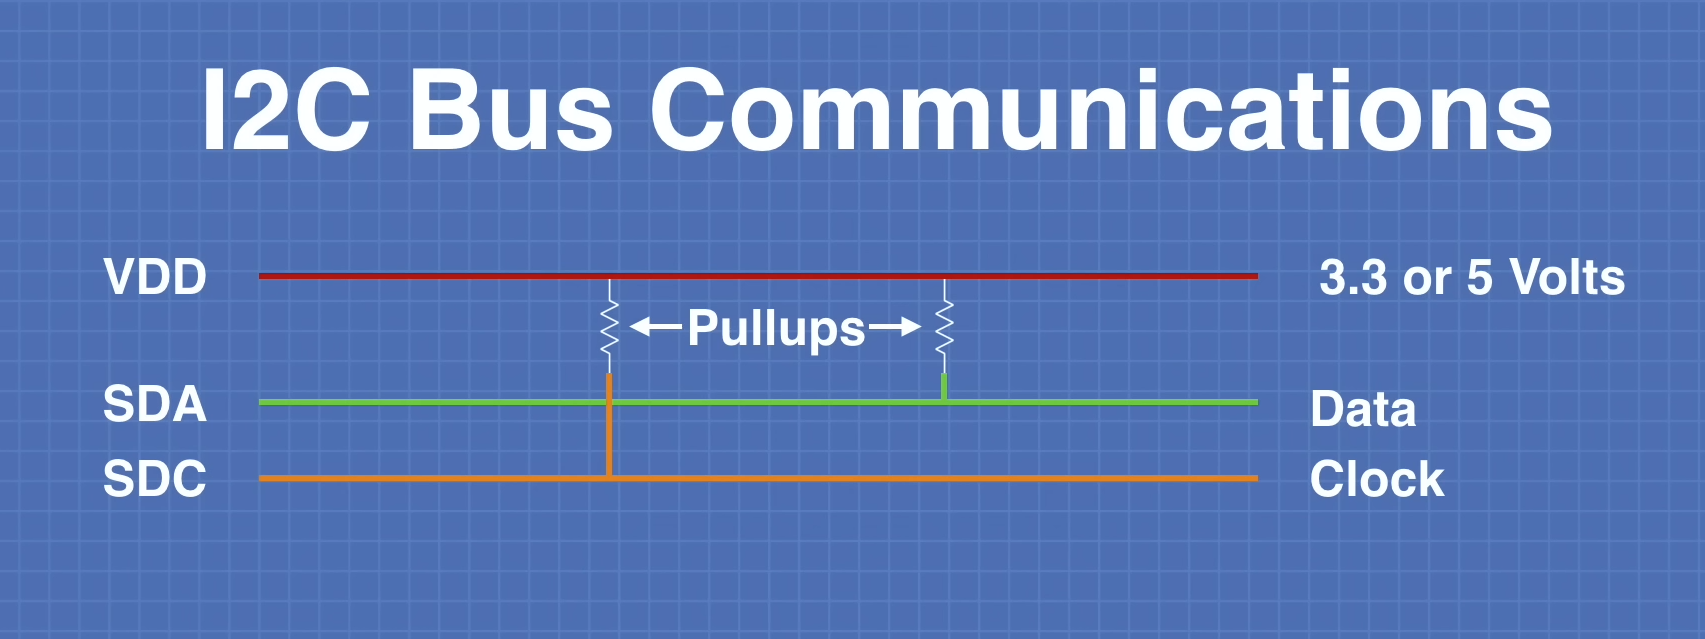 I2C Bus Communications
VDD
3.3 or 5 Volts
Pullups
SDA
Data
SDC
Clock